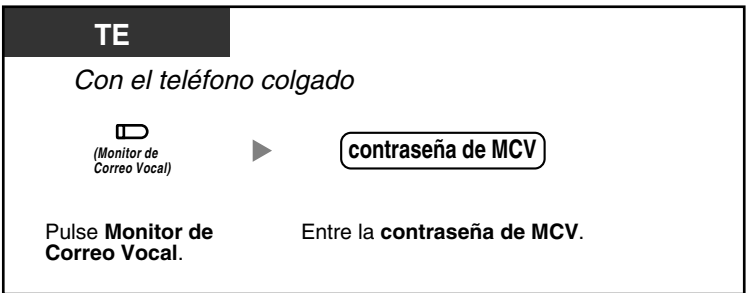 TE
Con el teléfono colgado
(Monitor de
Correo Vocal)
contraseña de MCV
Pulse Monitor de
Correo Vocal.
Entre la contraseña de MCV.